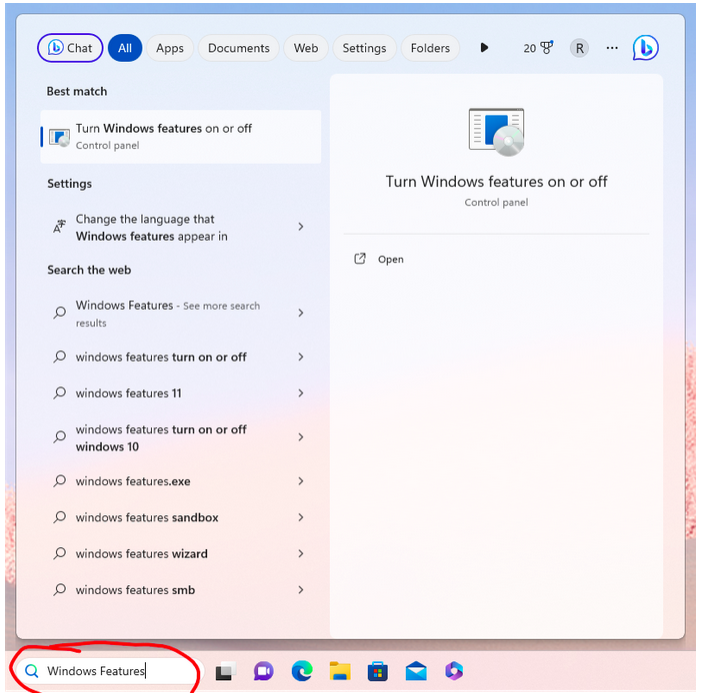 Chat All Apps Documents Web Settings Folders 20 R ...
Best match
Turn Windows features on or off
Control panel
Settings
Change the language that
Windows features appear in
Search the web
Windows Features - See more search
results
windows features turn on or off
windows features 11
windows features turn on or off
windows 10
windows features.exe
windows features sandbox
windows features wizard
windows features smb
Turn Windows features on or off
Control panel
Open
Windows Features